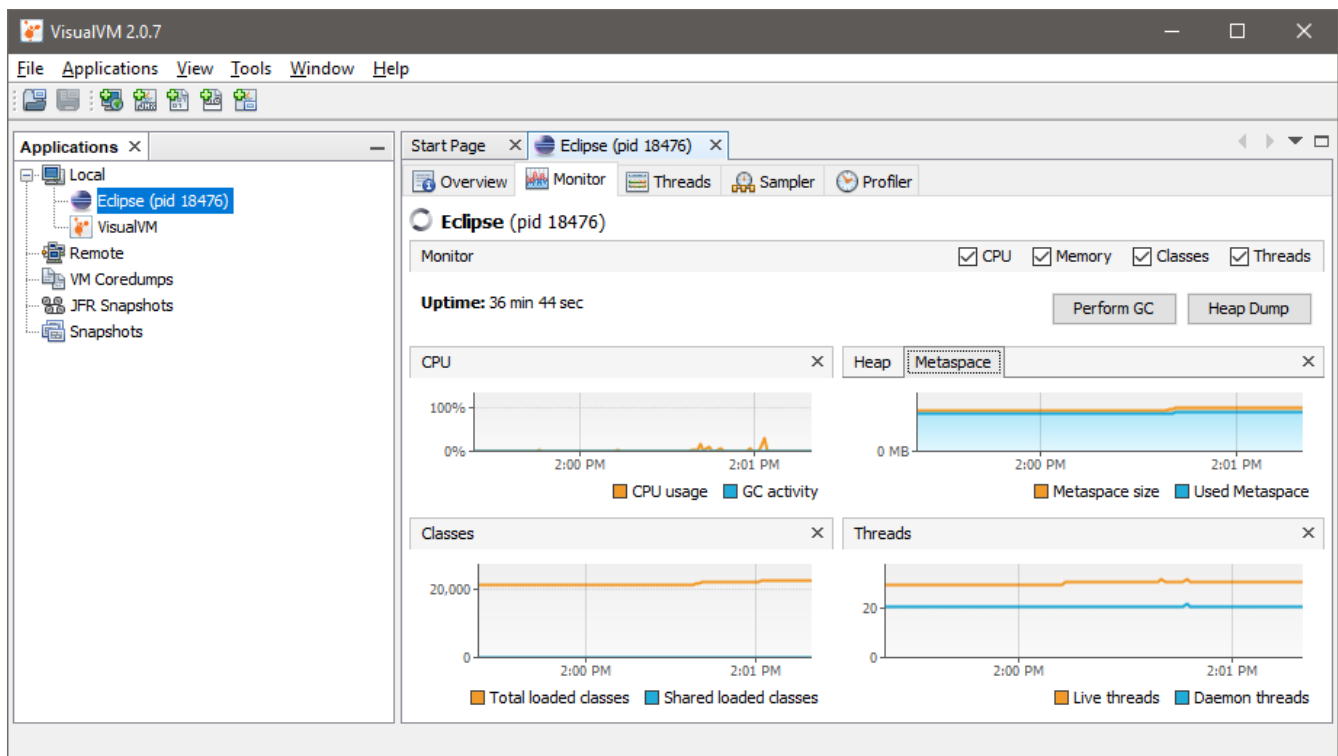 VisualVM 2.0.7
File Applications View Tools Window Help
Applications
Local
Eclipse (pid 18476)
VisualVM
Remote
VM Coredumps
JFR Snapshots
Snapshots
Start Page Eclipse (pid 18476)
Overview Monitor Threads Sampler Profiler
Eclipse (pid 18476)
Monitor CPU Memory Classes Threads
Uptime: 36 min 44 sec Perform GC Heap Dump
CPU
100%
0%
2:00 PM 2:01 PM
CPU usage GC activity
Heap Metaspace
0 MB
2:00 PM 2:01 PM
Metaspace size Used Metaspace
Classes
20,000
0
2:00 PM 2:01 PM
Total loaded classes Shared loaded classes
Threads
20
0
2:00 PM 2:01 PM
Live threads Daemon threads